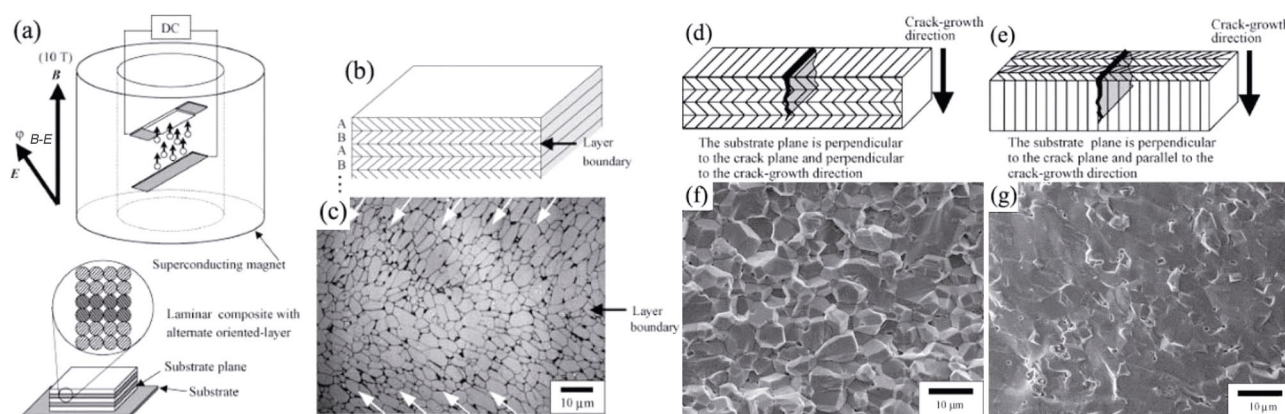 (a)
DC
(10 T)
B
φ
B-E
E
Superconducting magnet
Laminar composite with
alternate oriented-layer
Substrate plane
Substrate
(b)
A
B
A
B
Layer
boundary
(c)
Layer
boundary
10 μm
(d)
Crack-growth
direction
The substrate plane is perpendicular
to the crack plane and perpendicular
to the crack-growth direction
(e)
Crack-growth
direction
The substrate plane is perpendicular
to the crack plane and parallel to the
crack-growth direction
(f)
10 μm
(g)
10 μm